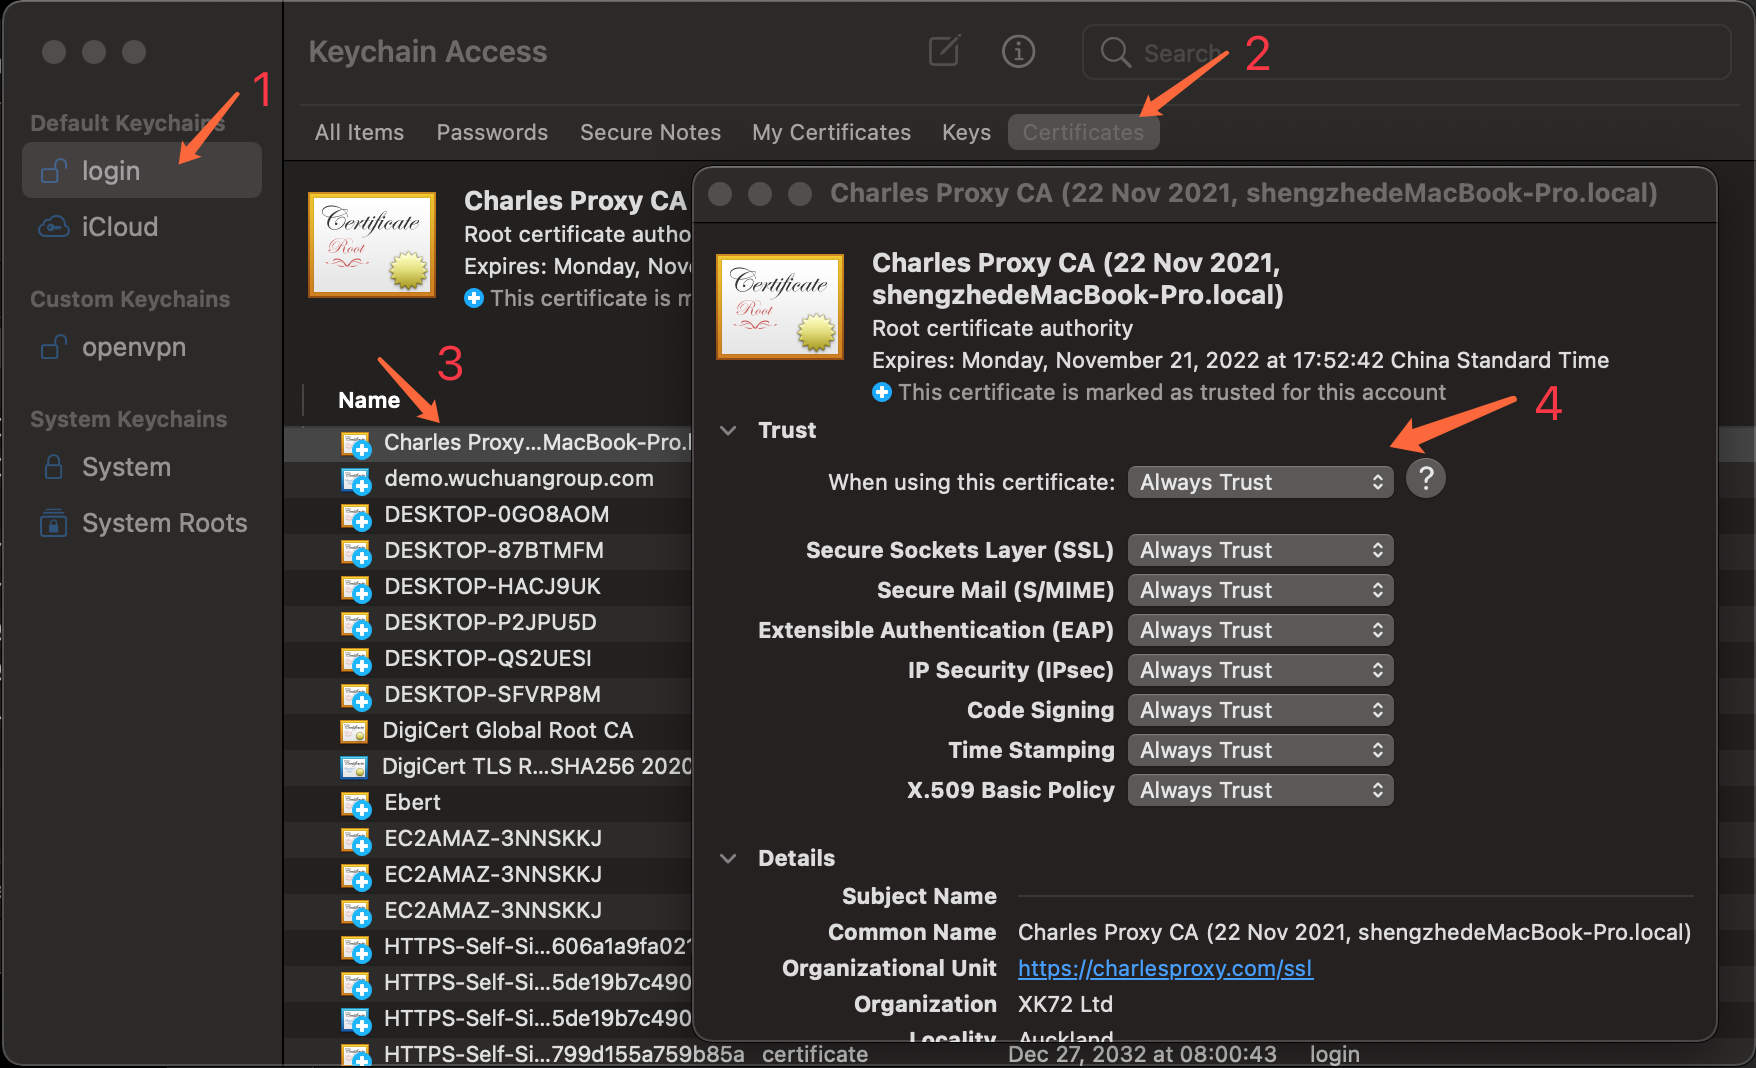 Keychain Access
Search
1
2
Default Keychains
login
iCloud
Custom Keychains
openvpn
System Keychains
System
System Roots
All Items
Passwords
Secure Notes
My Certificates
Keys
Certificates
Certificate
Root
Charles Proxy CA
Root certificate autho
Expires: Monday, Nov
This certificate is m
3
Name
Charles Proxy...MacBook-Pro.l
demo.wuchuangroup.com
DESKTOP-0GO8AOM
DESKTOP-87BTMFM
DESKTOP-HACJ9UK
DESKTOP-P2JPU5D
DESKTOP-QS2UESI
DESKTOP-SFVRP8M
DigiCert Global Root CA
DigiCert TLS R...SHA256 2020
Ebert
EC2AMAZ-3NNSKKJ
EC2AMAZ-3NNSKKJ
EC2AMAZ-3NNSKKJ
HTTPS-Self-Si...606a1a9fa021
HTTPS-Self-Si...5de19b7c490
HTTPS-Self-Si...5de19b7c490
HTTPS-Self-Si...799d155a759b85a certificate Dec 27, 2032 at 08:00:43 login
Charles Proxy CA (22 Nov 2021, shengzhedeMacBook-Pro.local)
Certificate
Root
Charles Proxy CA (22 Nov 2021,
shengzhedeMacBook-Pro.local)
Root certificate authority
Expires: Monday, November 21, 2022 at 17:52:42 China Standard Time
This certificate is marked as trusted for this account
4
Trust
When using this certificate: Always Trust ?
Secure Sockets Layer (SSL) Always Trust
Secure Mail (S/MIME) Always Trust
Extensible Authentication (EAP) Always Trust
IP Security (IPsec) Always Trust
Code Signing Always Trust
Time Stamping Always Trust
X.509 Basic Policy Always Trust
Details
Subject Name
Common Name Charles Proxy CA (22 Nov 2021, shengzhedeMacBook-Pro.local)
Organizational Unit https://charlesproxy.com/ssl
Organization XK72 Ltd
Locality Auckland